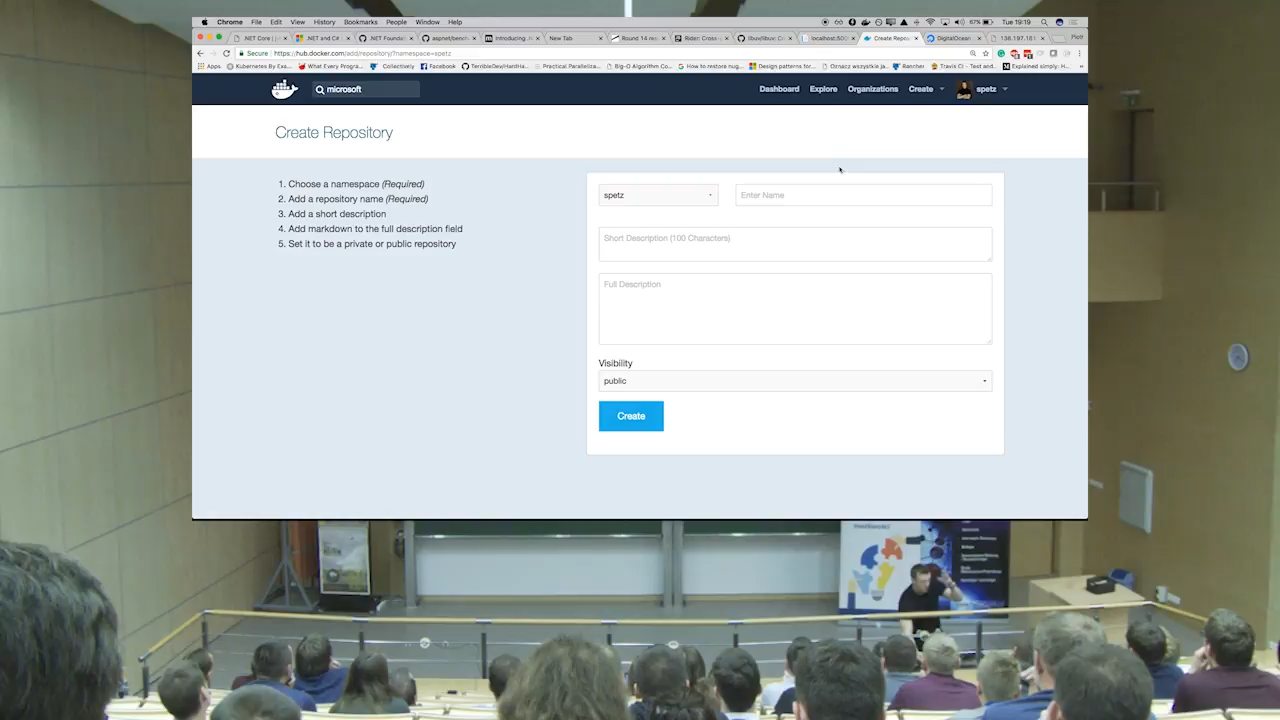 Chrome File Edit View History Bookmarks People Window Help
67% Tue 19:19
.NET Core | .NET and C# .NET Founda aspnet/bench Introducing New Tab Round 14 res Rider: Cross- libuv/libuv: localhost:500 Create Repos DigitalOcean Piotr
Secure https://hub.docker.com/add/repository/?namespace=spetz
Apps Kubernetes By Exa... What Every Progra... Collectively Facebook TerribleDev/HartHa... Practical Paralleliza... Big-O Algorithm Co... How to restore nug... Design patterns for... Oznacz wszystkie ja... Rancher Travis CI - Test and... Explained simply: H... »
microsoft
Dashboard Explore Organizations Create spetz
Create Repository
1. Choose a namespace (Required)
2. Add a repository name (Required)
3. Add a short description
4. Add markdown to the full description field
5. Set it to be a private or public repository
spetz Enter Name
Short Description (100 Characters)
Full Description
Visibility
public
Create